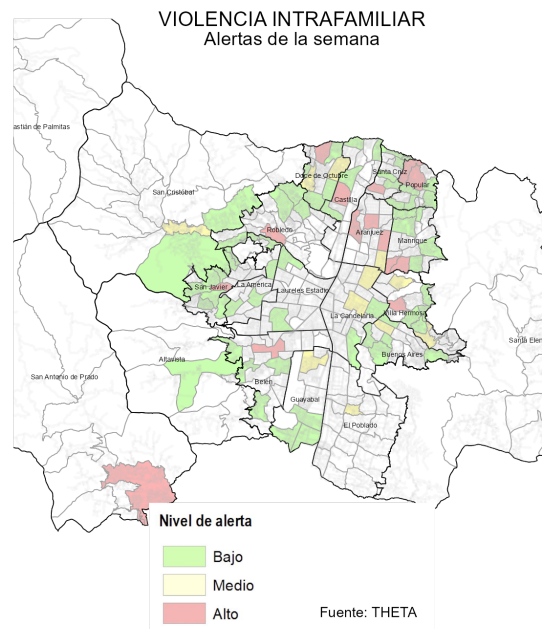 VIOLENCIA INTRAFAMILIAR
Alertas de la semana
astián de Palmitas
San Cristóbal
Doce de Octubre
Santa Cruz
Popular
Castilla
Robledo
Aranjuez
Manrique
San Javier
La América
Laureles Estadio
La Candelaria
Villa Hermosa
Santa Elen
Altavista
Buenos Aires
San Antonio de Prado
Belén
Guayabal
El Poblado
Nivel de alerta
Bajo
Medio
Alto
Fuente: THETA